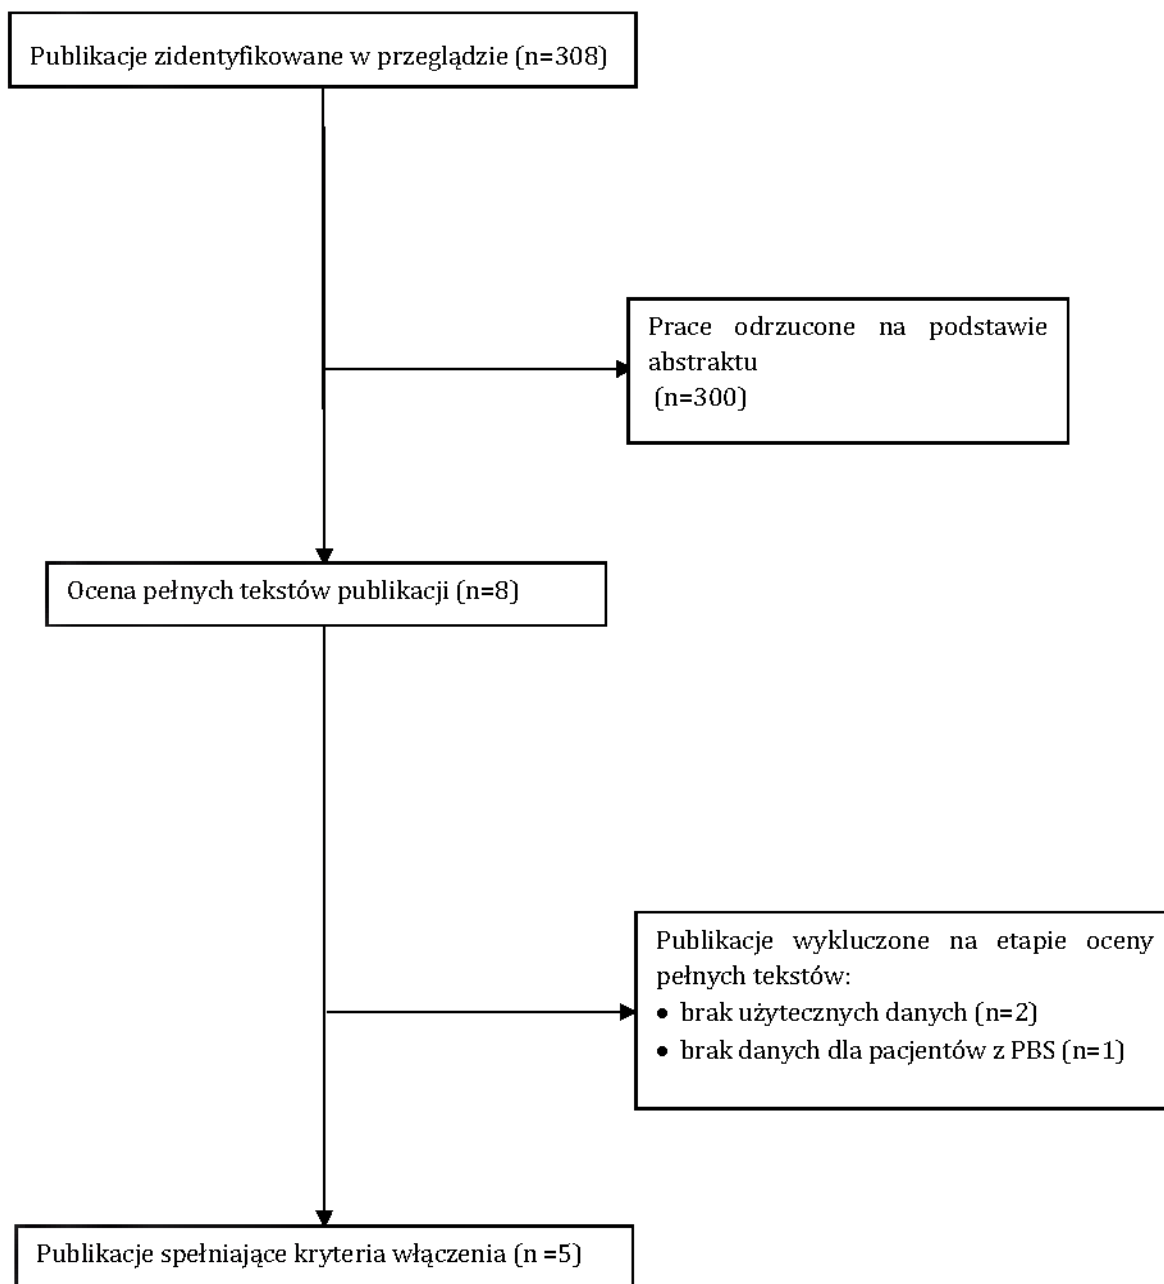 Publikacje zidentyfikowane w przeglądzie (n=308)
Prace odrzucone na podstawie
abstraktu
(n=300)
Ocena pełnych tekstów publikacji (n=8)
Publikacje wykluczone na etapie oceny
pełnych tekstów:
• brak użytecznych danych (n=2)
• brak danych dla pacjentów z PBS (n=1)
Publikacje spełniające kryteria włączenia (n =5)